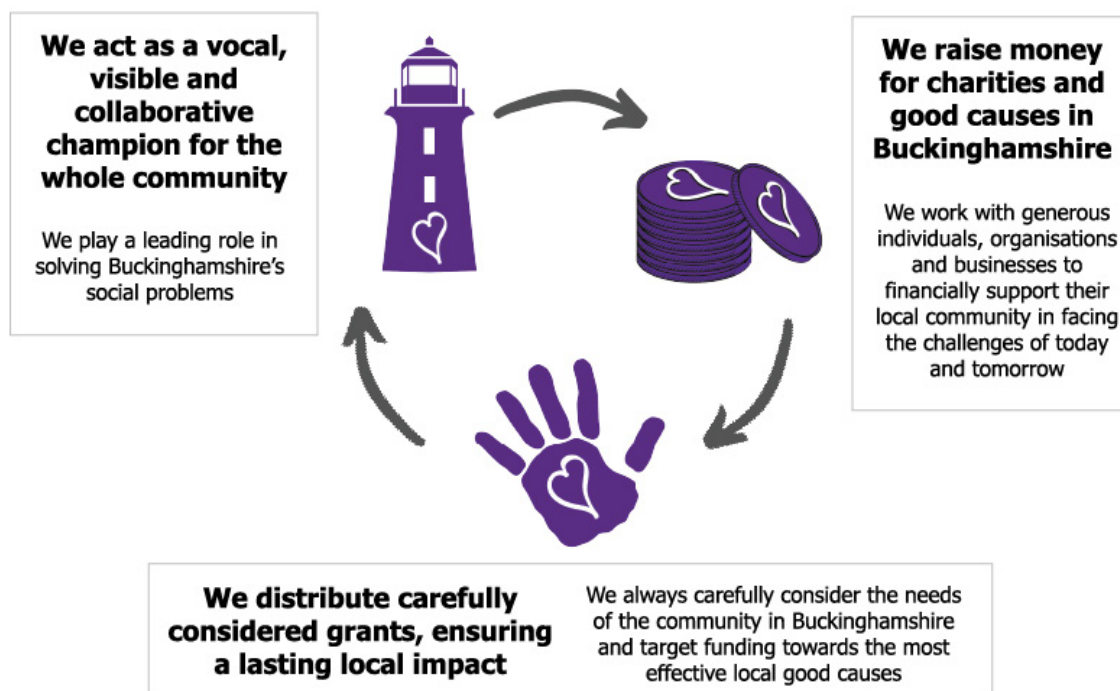 We act as a vocal,
visible and
collaborative
champion for the
whole community
We play a leading role in
solving Buckinghamshire's
social problems
We raise money
for charities and
good causes in
Buckinghamshire
We work with generous
individuals, organisations
and businesses to
financially support their
local community in facing
the challenges of today
and tomorrow
We distribute carefully
considered grants, ensuring
a lasting local impact
We always carefully consider the needs
of the community in Buckinghamshire
and target funding towards the most
effective local good causes